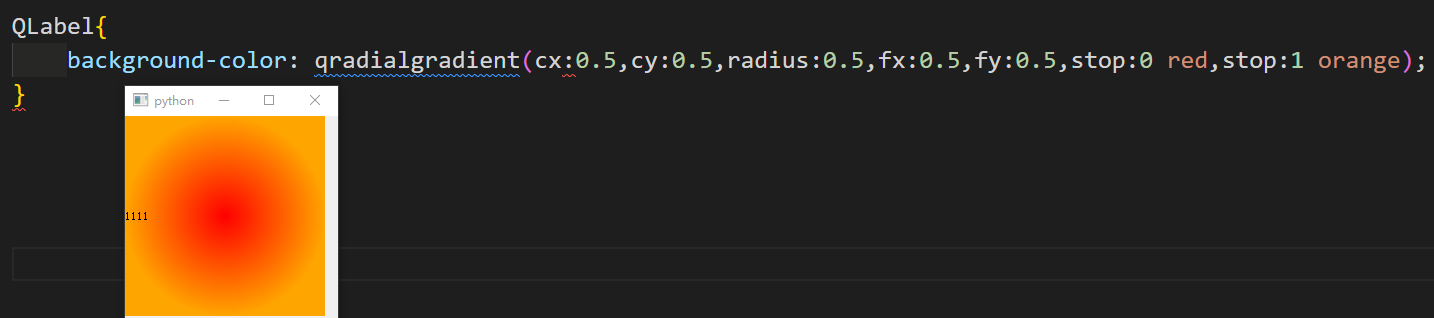 QLabel{
background-color: qradialgradient(cx:0.5,cy:0.5,radius:0.5,fx:0.5,fy:0.5,stop:0 red,stop:1 orange);
}
python
1111